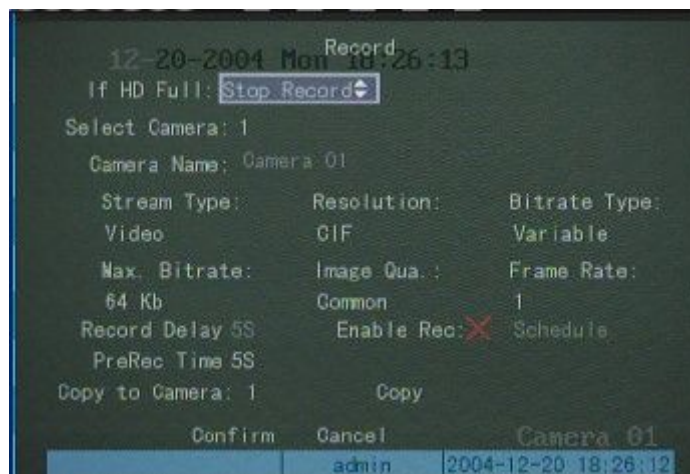 Record
12-20-2004 Mon 18:26:13
If HD Full: Stop Record
Select Camera: 1
Camera Name: Camera 01
Stream Type: Resolution: Bitrate Type:
Video CIF Variable
Max. Bitrate: Image Qua.: Frame Rate:
64 Kb Common 1
Record Delay 5S Enable Rec: Schedule
PreRec Time 5S
Copy to Camera: 1 Copy
Confirm Cancel Camera 01
admin 2004-12-20 18:26:12